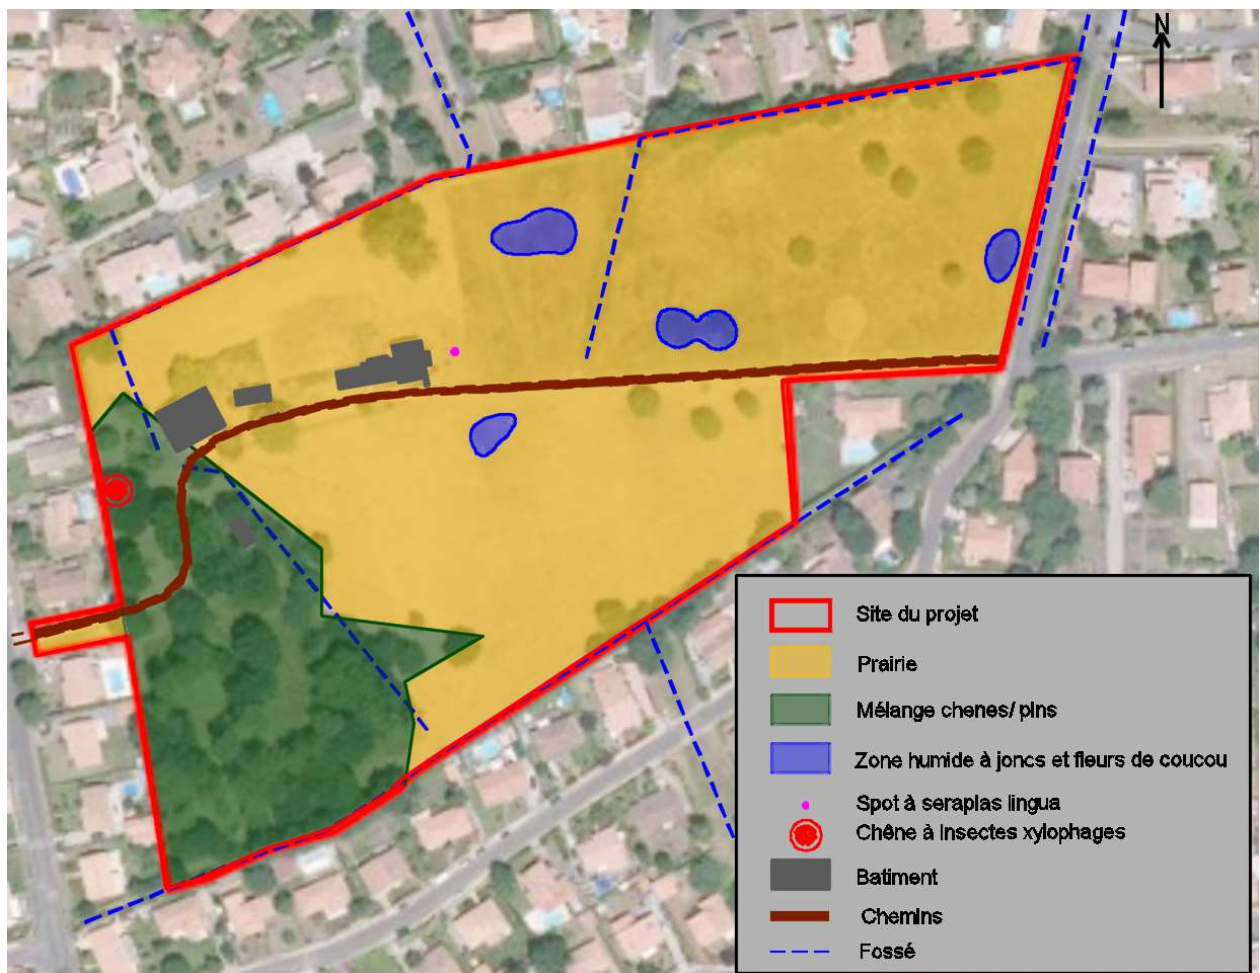 N
Site du projet
Prairie
Mélange chenes/ pins
Zone humide à joncs et fleurs de coucou
Spot à seraplas lingua
Chêne à insectes xylophages
Batiment
Chemins
Fossé